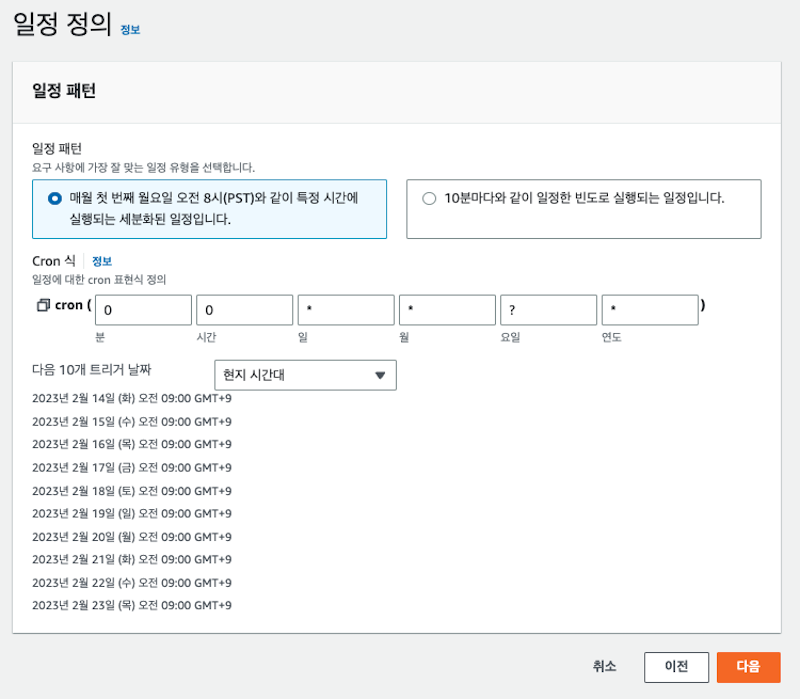 일정 정의 정보
일정 패턴
일정 패턴
요구 사항에 가장 잘 맞는 일정 유형을 선택합니다.
매월 첫 번째 월요일 오전 8시(PST)와 같이 특정 시간에
실행되는 세분화된 일정입니다.
10분마다와 같이 일정한 빈도로 실행되는 일정입니다.
Cron 식 정보
일정에 대한 cron 표현식 정의
cron ( 0 0 * * ? * )
분 시간 일 월 요일 연도
다음 10개 트리거 날짜 현지 시간대
2023년 2월 14일 (화) 오전 09:00 GMT+9
2023년 2월 15일 (수) 오전 09:00 GMT+9
2023년 2월 16일 (목) 오전 09:00 GMT+9
2023년 2월 17일 (금) 오전 09:00 GMT+9
2023년 2월 18일 (토) 오전 09:00 GMT+9
2023년 2월 19일 (일) 오전 09:00 GMT+9
2023년 2월 20일 (월) 오전 09:00 GMT+9
2023년 2월 21일 (화) 오전 09:00 GMT+9
2023년 2월 22일 (수) 오전 09:00 GMT+9
2023년 2월 23일 (목) 오전 09:00 GMT+9
취소 이전 다음